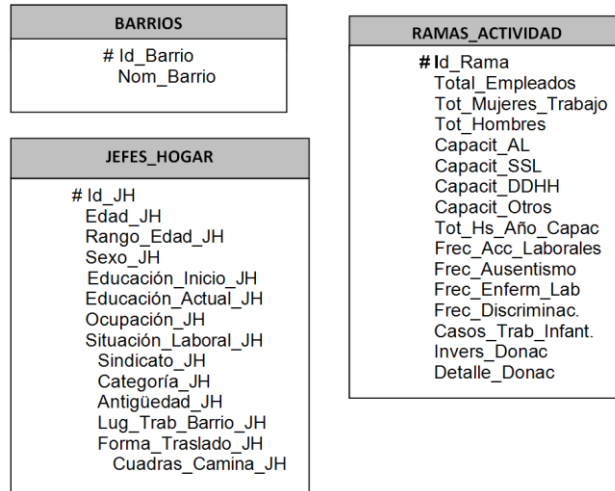 BARRIOS
# Id_Barrio
Nom_Barrio
JEFES_HOGAR
# Id_JH
Edad_JH
Rango_Edad_JH
Sexo_JH
Educación_Inicio_JH
Educación_Actual_JH
Ocupación_JH
Situación_Laboral_JH
Sindicato_JH
Categoría_JH
Antigüedad_JH
Lug_Trab_Barrio_JH
Forma_Traslado_JH
Cuadras_Camina_JH
RAMAS_ACTIVIDAD
# Id_Rama
Total_Empleados
Tot_Mujeres_Trabajo
Tot_Hombres
Capacit_AL
Capacit_SSL
Capacit_DDHH
Capacit_Otros
Tot_Hs_Año_Capac
Frec_Acc_Laborales
Frec_Ausentismo
Frec_Enferm_Lab
Frec_Discriminac.
Casos_Trab_Infant.
Invers_Donac
Detalle_Donac